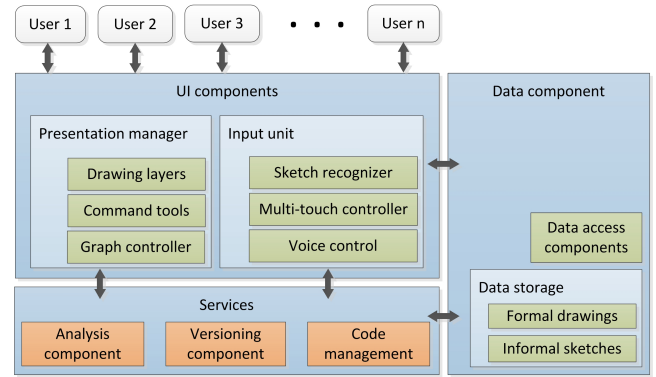 User 1
User 2
User 3
. . .
User n
UI components
Presentation manager
Drawing layers
Command tools
Graph controller
Input unit
Sketch recognizer
Multi-touch controller
Voice control
Data component
Data access
components
Data storage
Formal drawings
Informal sketches
Services
Analysis
component
Versioning
component
Code
management